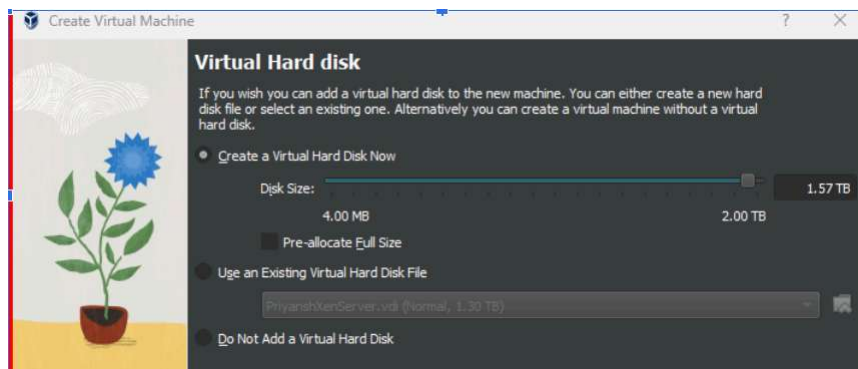 Create Virtual Machine
?
Virtual Hard disk
If you wish you can add a virtual hard disk to the new machine. You can either create a new hard
disk file or select an existing one. Alternatively you can create a virtual machine without a virtual
hard disk.
Create a Virtual Hard Disk Now
Disk Size:
1.57 TB
4.00 MB
2.00 TB
Pre-allocate Full Size
Use an Existing Virtual Hard Disk File
PriyanshXenServer.vdi (Normal, 1.30 TB)
Do Not Add a Virtual Hard Disk